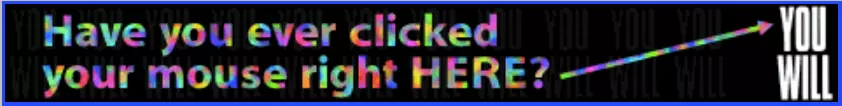 Have you ever clicked
your mouse right HERE?
YOU
WILL